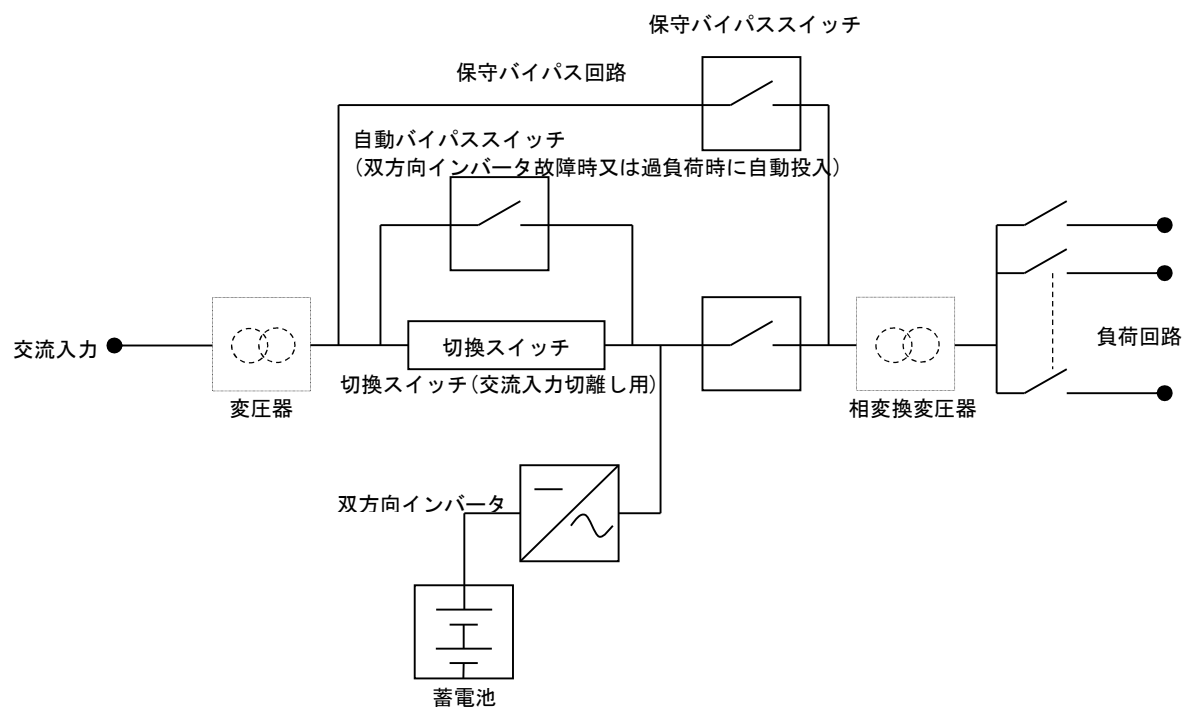 保守バイパススイッチ
保守バイパス回路
自動バイパススイッチ
（双方向インバータ故障時又は過負荷時に自動投入）
交流入力
切換スイッチ
切換スイッチ（交流入力切離し用）
変圧器
相変換変圧器
負荷回路
双方向インバータ
蓄電池